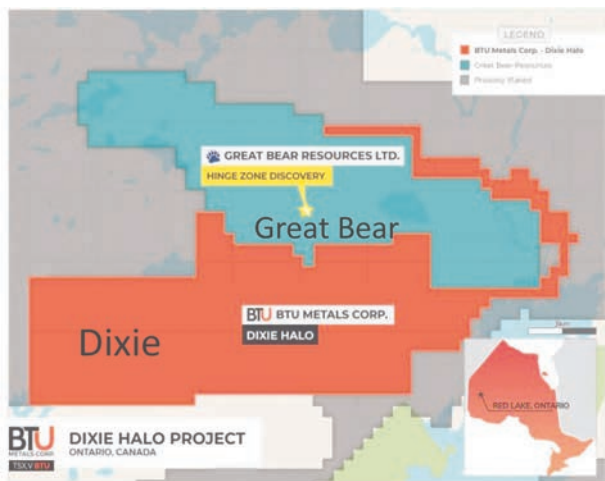 LEGEND
BTU Metals Corp. - Dixie Halo
Great Bear Resources
Previously Staked
GREAT BEAR RESOURCES LTD.
HINGE ZONE DISCOVERY
Great Bear
BTU BTU METALS CORP.
DIXIE HALO
Dixie
RED LAKE, ONTARIO
BTU
METALS CORP
TSX.V BTU
DIXIE HALO PROJECT
ONTARIO, CANADA